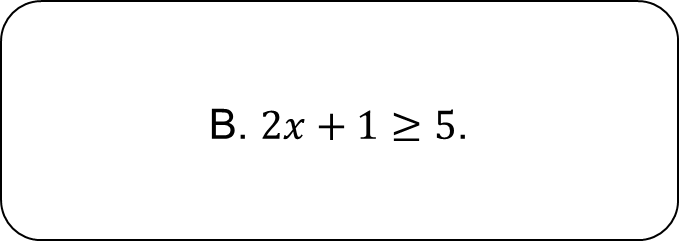 B. 2x + 1 ≥ 5.